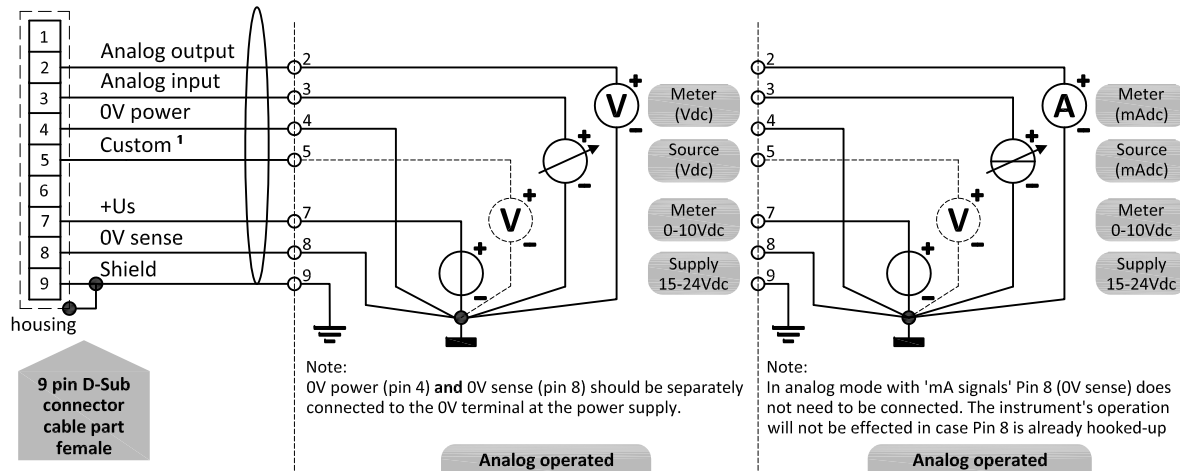 1
2
3
4
5
6
7
8
9
Analog output
Analog input
0V power
Custom ¹
+Us
0V sense
Shield
housing
9 pin D-Sub
connector
cable part
female
2
3
4
5
7
8
9
V
+
−
+
−
V
+
−
+
−
Meter
(Vdc)
Source
(Vdc)
Meter
0-10Vdc
Supply
15-24Vdc
Note:
0V power (pin 4) and 0V sense (pin 8) should be separately
connected to the 0V terminal at the power supply.
Analog operated
2
3
4
5
7
8
9
A
+
−
+
−
V
+
−
+
−
Meter
(mAdc)
Source
(mAdc)
Meter
0-10Vdc
Supply
15-24Vdc
Note:
In analog mode with 'mA signals' Pin 8 (0V sense) does
not need to be connected. The instrument's operation
will not be effected in case Pin 8 is already hooked-up
Analog operated